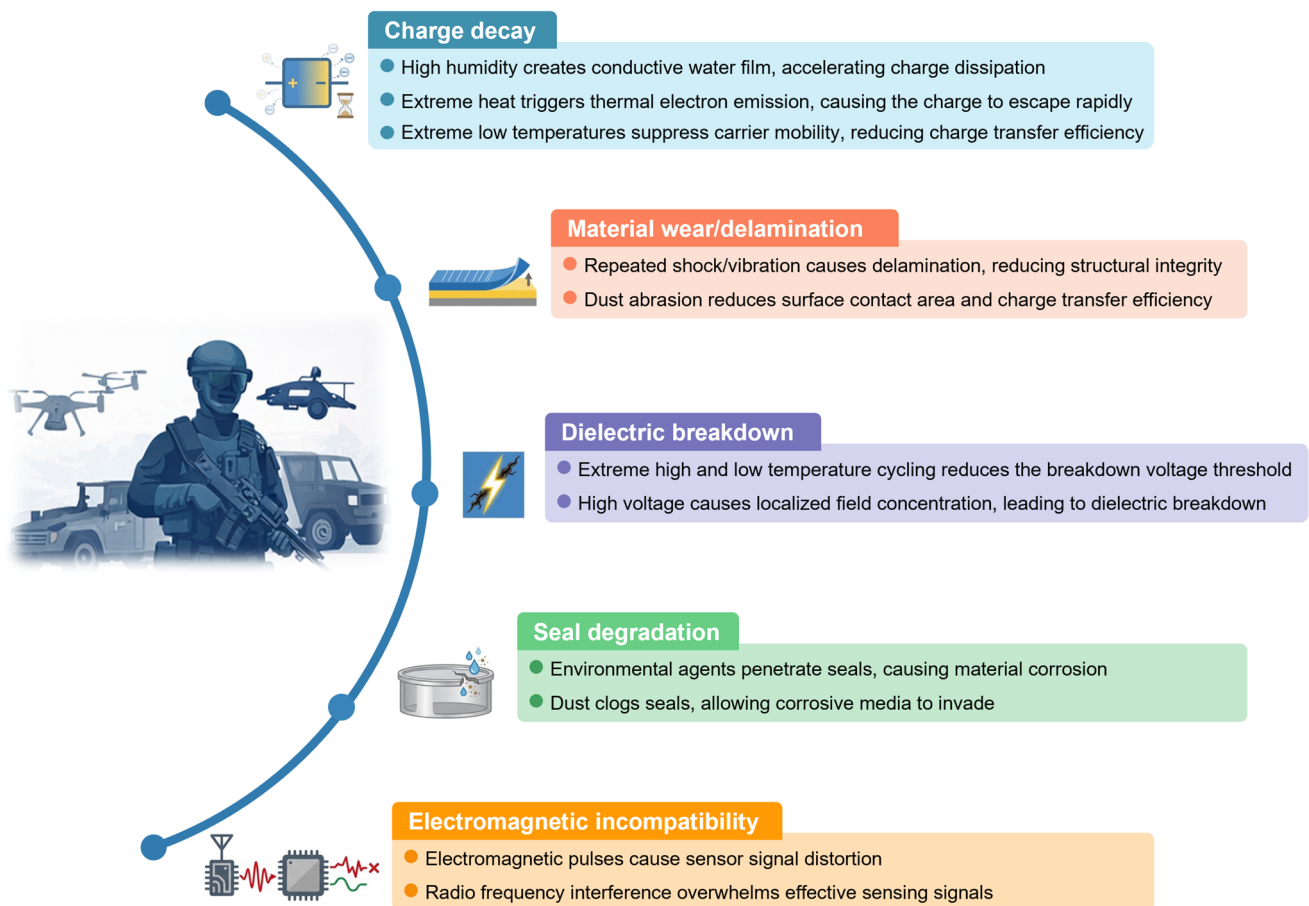 Charge decay
High humidity creates conductive water film, accelerating charge dissipation
Extreme heat triggers thermal electron emission, causing the charge to escape rapidly
Extreme low temperatures suppress carrier mobility, reducing charge transfer efficiency
Material wear/delamination
Repeated shock/vibration causes delamination, reducing structural integrity
Dust abrasion reduces surface contact area and charge transfer efficiency
Dielectric breakdown
Extreme high and low temperature cycling reduces the breakdown voltage threshold
High voltage causes localized field concentration, leading to dielectric breakdown
Seal degradation
Environmental agents penetrate seals, causing material corrosion
Dust clogs seals, allowing corrosive media to invade
Electromagnetic incompatibility
Electromagnetic pulses cause sensor signal distortion
Radio frequency interference overwhelms effective sensing signals